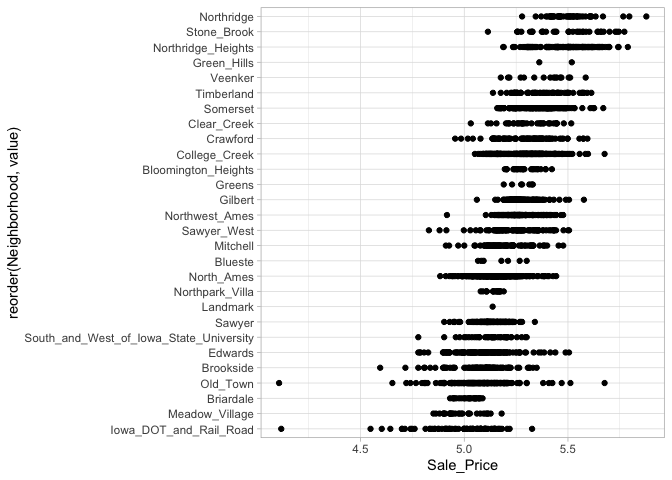 reorder(Neighborhood, value)
Northridge
Stone_Brook
Northridge_Heights
Green_Hills
Veenker
Timberland
Somerset
Clear_Creek
Crawford
College_Creek
Bloomington_Heights
Greens
Gilbert
Northwest_Ames
Sawyer_West
Mitchell
Blueste
North_Ames
Northpark_Villa
Landmark
Sawyer
South_and_West_of_Iowa_State_University
Edwards
Brookside
Old_Town
Briardale
Meadow_Village
Iowa_DOT_and_Rail_Road
4.5 5.0 5.5
Sale_Price